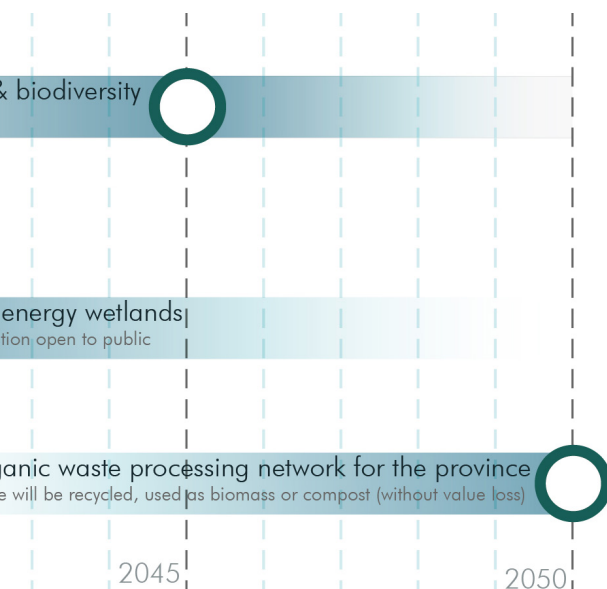 & biodiversity
energy wetlands
tion open to public
ganic waste processing network for the province
e will be recycled, used as biomass or compost (without value loss)
2045
2050